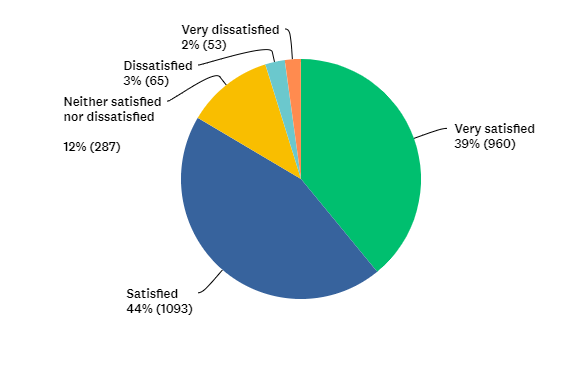 Very dissatisfied
2% (53)
Dissatisfied
3% (65)
Neither satisfied
nor dissatisfied
12% (287)
Very satisfied
39% (960)
Satisfied
44% (1093)